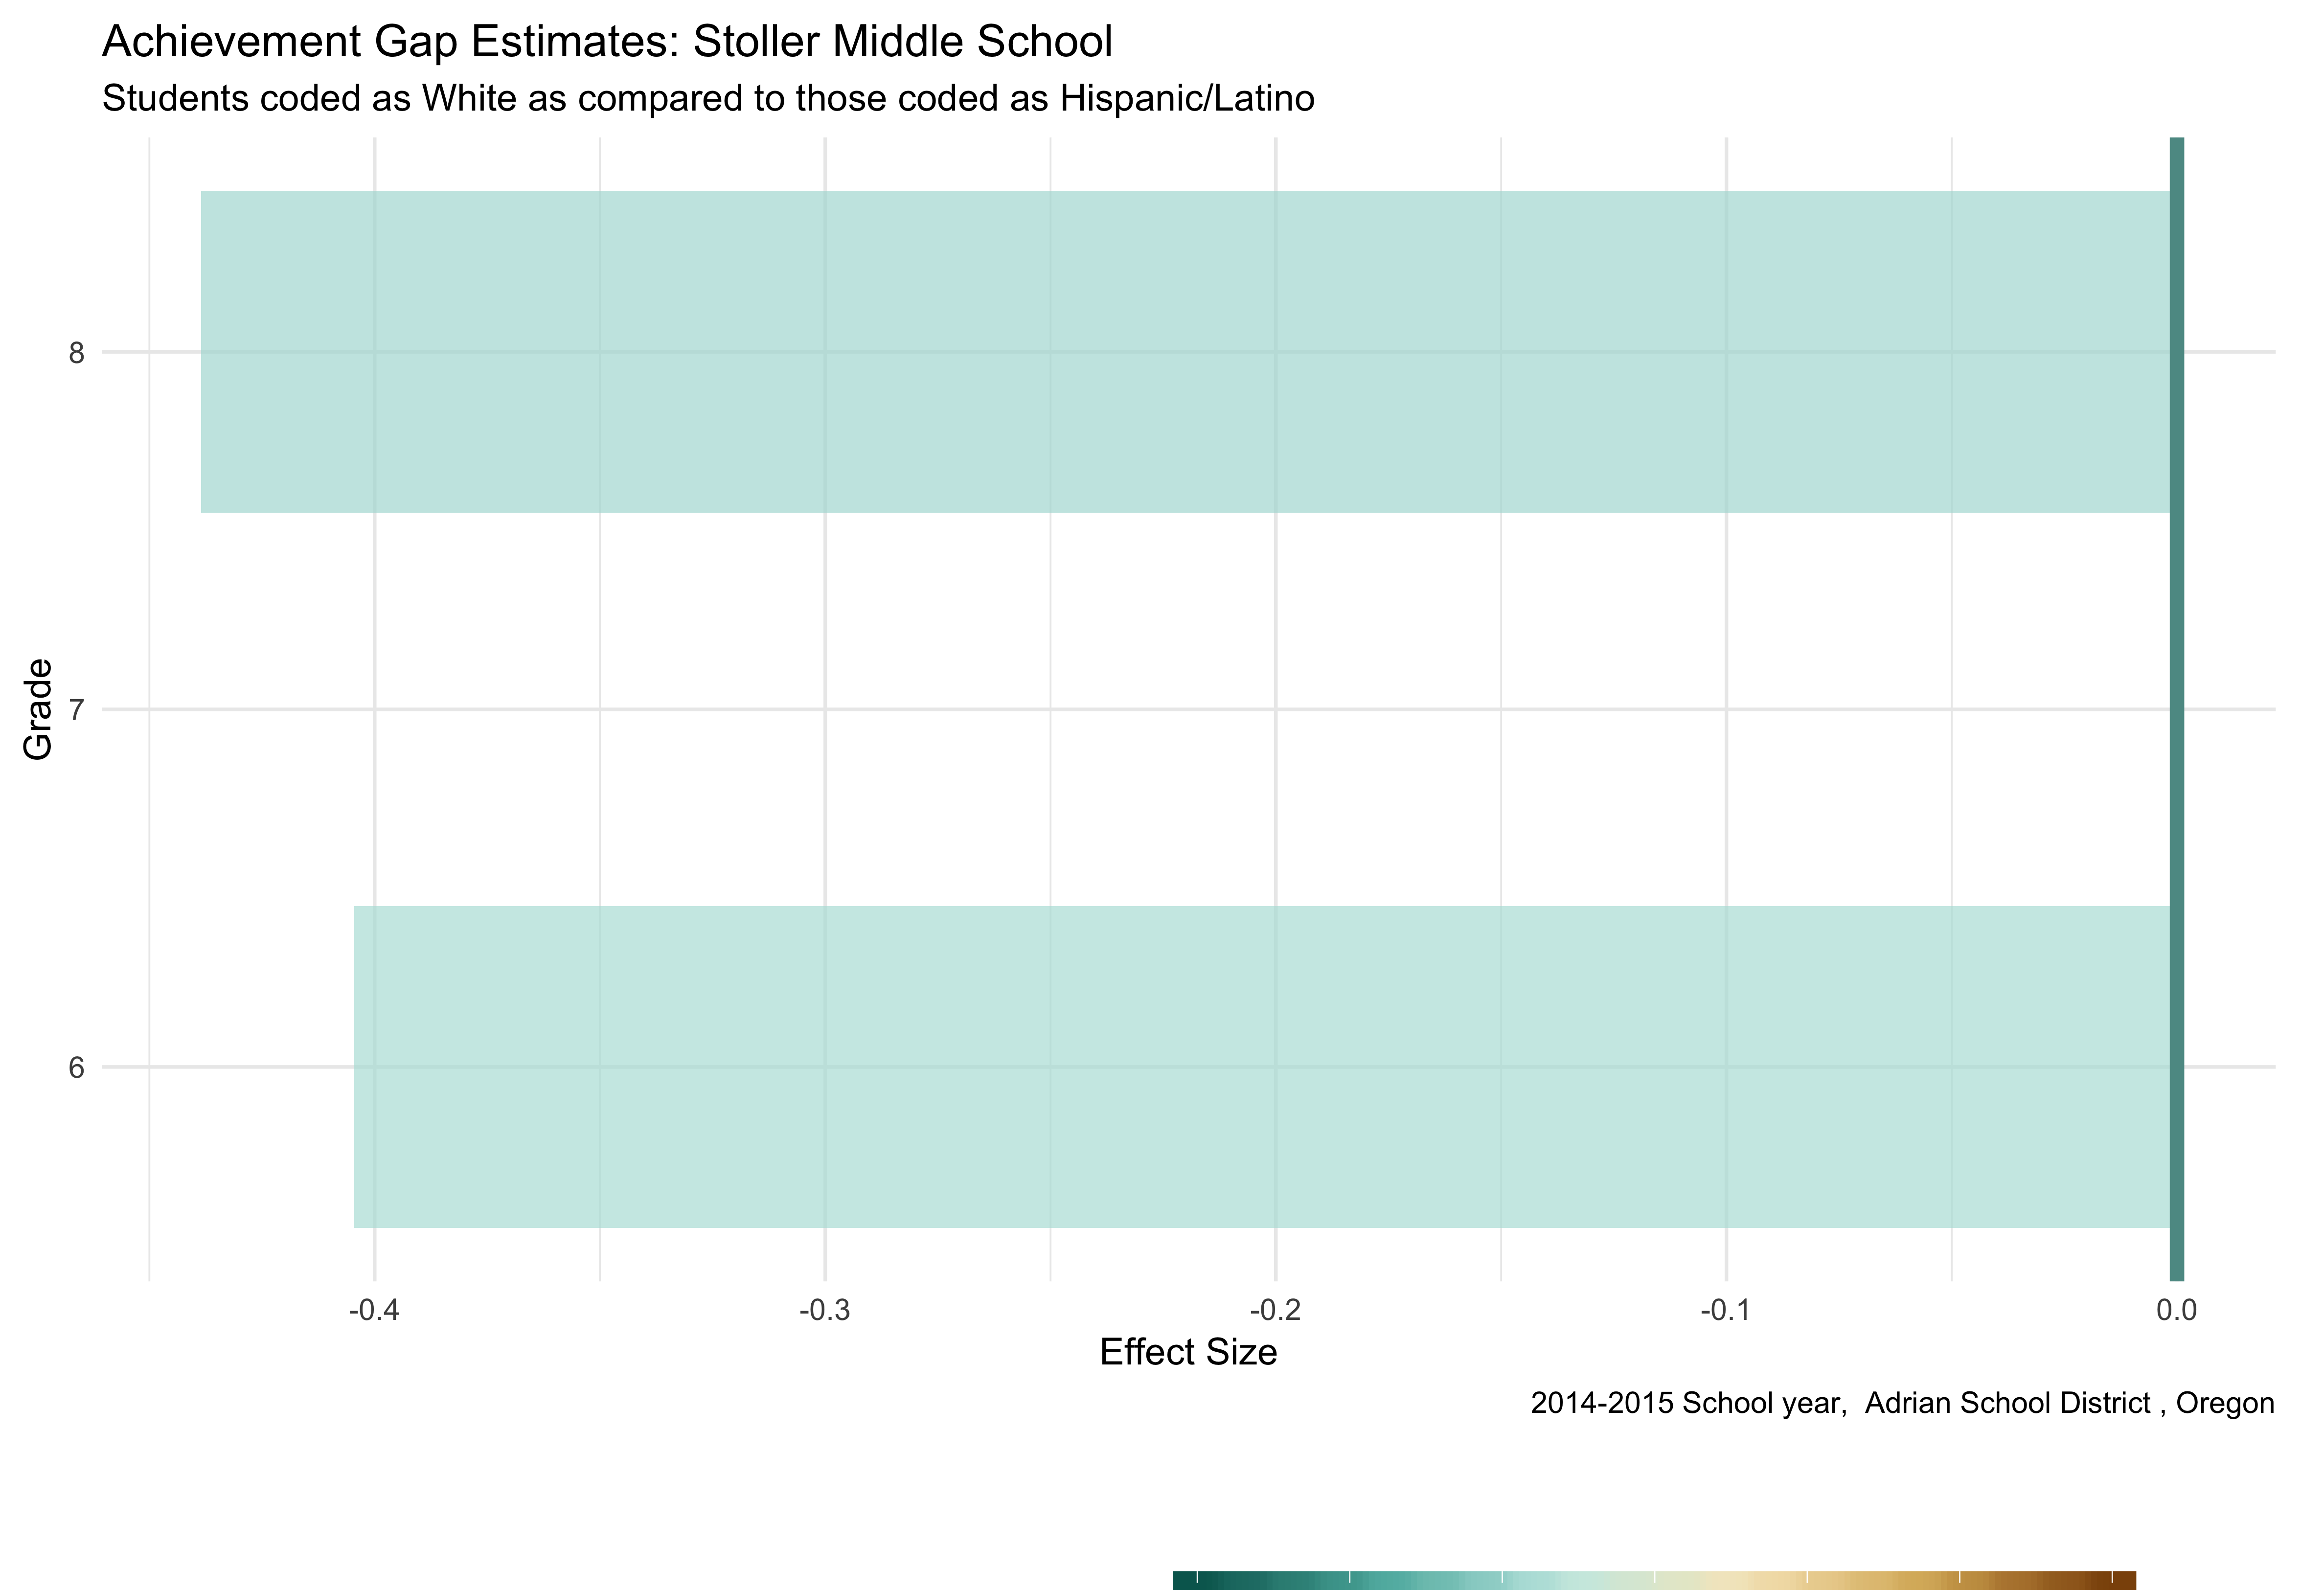 Achievement Gap Estimates: Stoller Middle School
Students coded as White as compared to those coded as Hispanic/Latino
8
7
6
Grade
-0.4 -0.3 -0.2 -0.1 0.0
Effect Size
2014-2015 School year,  Adrian School District , Oregon